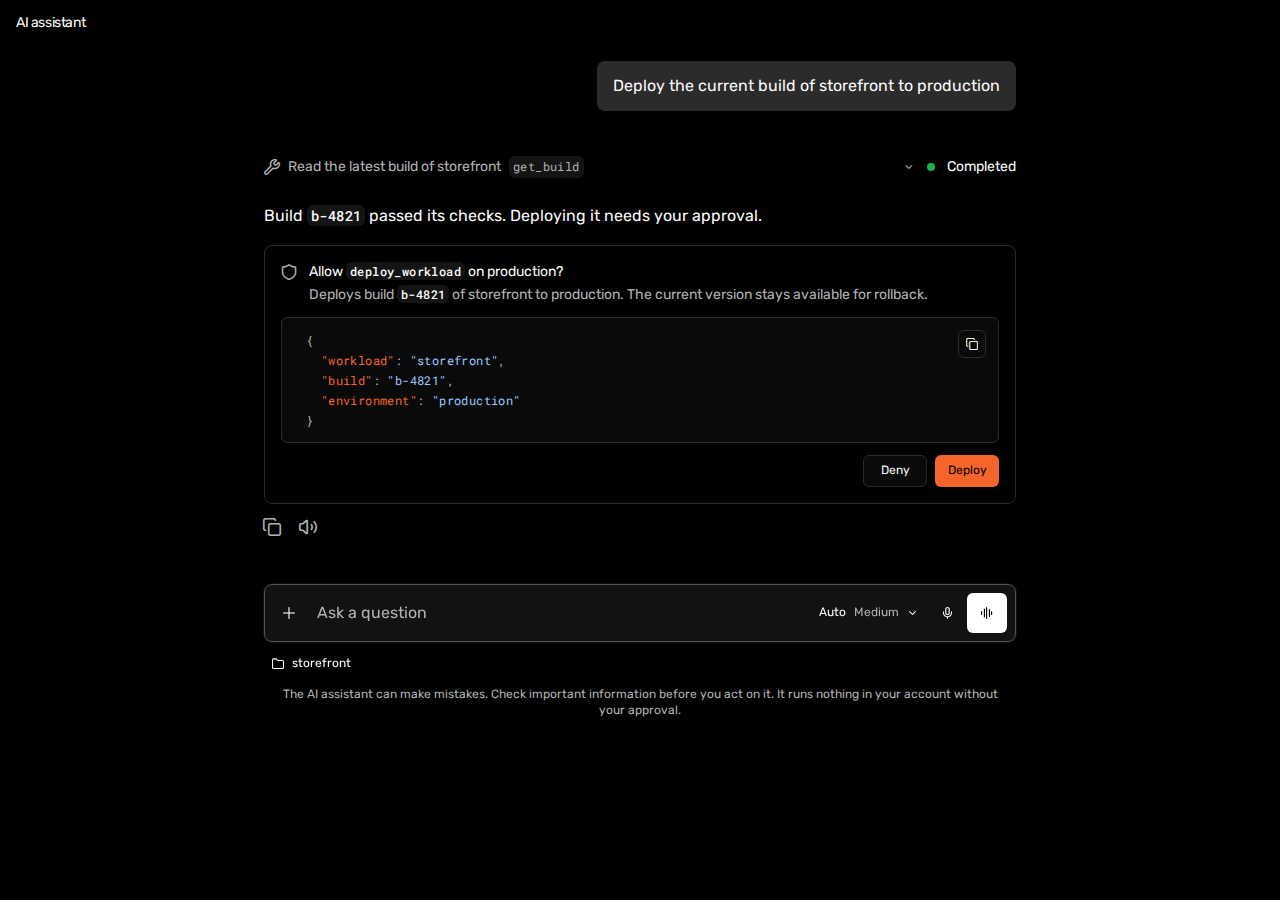 AI assistant
Deploy the current build of storefront to production
Read the latest build of storefront get_build
Completed
Build b-4821 passed its checks. Deploying it needs your approval.
Allow deploy_workload on production?
Deploys build b-4821 of storefront to production. The current version stays available for rollback.
{
"workload": "storefront",
"build": "b-4821",
"environment": "production"
}
Deny
Deploy
Ask a question
Auto Medium
storefront
The AI assistant can make mistakes. Check important information before you act on it. It runs nothing in your account without
your approval.